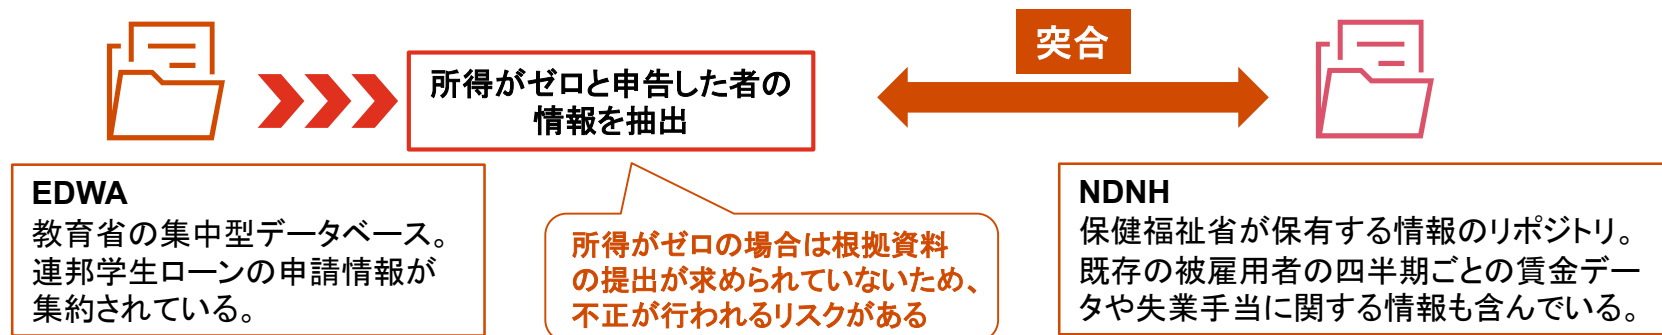 突合
所得がゼロと申告した者の
情報を抽出
EDWA
教育省の集中型データベース。
連邦学生ローンの申請情報が
集約されている。
所得がゼロの場合は根拠資料
の提出が求められていないため、
不正が行われるリスクがある
NDNH
保健福祉省が保有する情報のリポジトリ。
既存の被雇用者の四半期ごとの賃金デー
タや失業手当に関する情報も含んでいる。